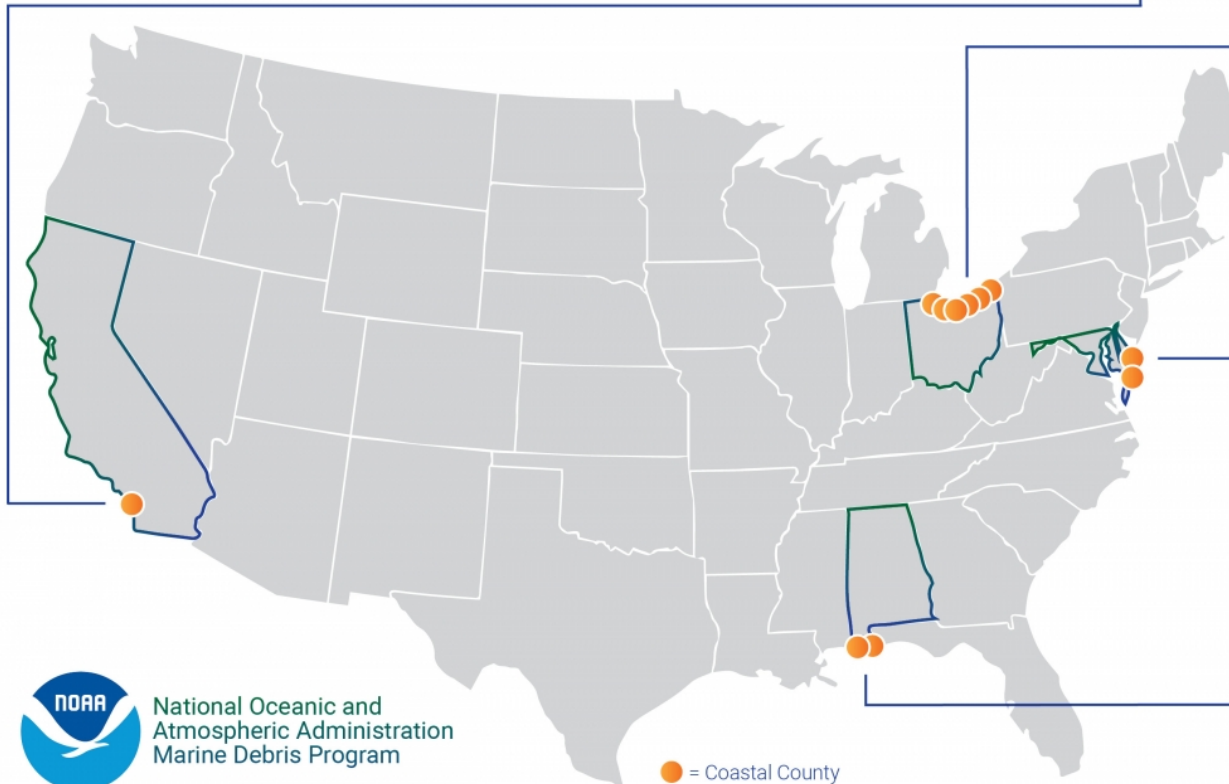 NOAA
National Oceanic and
Atmospheric Administration
Marine Debris Program
= Coastal County